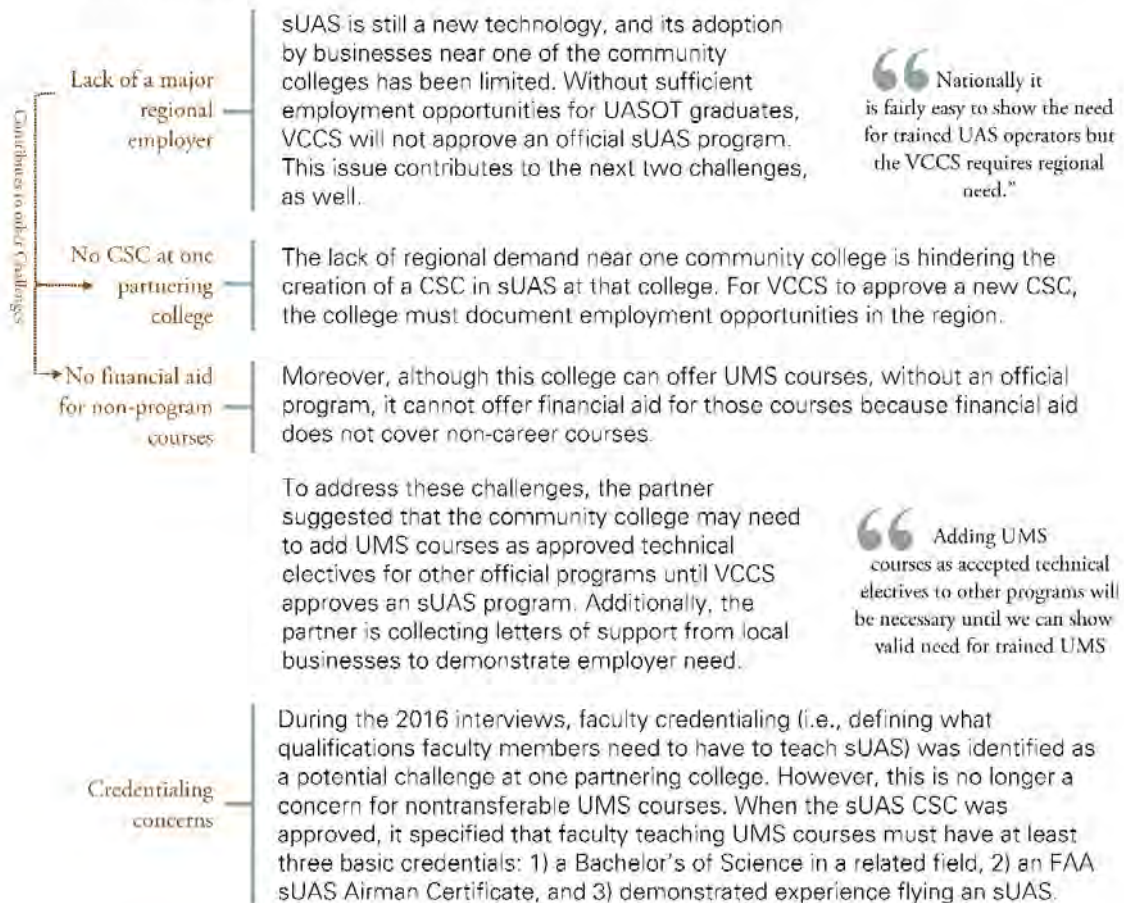 Contributes to other Challenges
Lack of a major
regional
employer
sUAS is still a new technology, and its adoption
by businesses near one of the community
colleges has been limited. Without sufficient
employment opportunities for UASOT graduates,
VCCS will not approve an official sUAS program.
This issue contributes to the next two challenges,
as well.
“ Nationally it
is fairly easy to show the need
for trained UAS operators but
the VCCS requires regional
need.”
No CSC at one
partnering
college
The lack of regional demand near one community college is hindering the
creation of a CSC in sUAS at that college. For VCCS to approve a new CSC,
the college must document employment opportunities in the region.
No financial aid
for non-program
courses
Moreover, although this college can offer UMS courses, without an official
program, it cannot offer financial aid for those courses because financial aid
does not cover non-career courses.
To address these challenges, the partner
suggested that the community college may need
to add UMS courses as approved technical
electives for other official programs until VCCS
approves an sUAS program. Additionally, the
partner is collecting letters of support from local
businesses to demonstrate employer need.
“ Adding UMS
courses as accepted technical
electives to other programs will
be necessary until we can show
valid need for trained UMS
Credentialing
concerns
During the 2016 interviews, faculty credentialing (i.e., defining what
qualifications faculty members need to have to teach sUAS) was identified as
a potential challenge at one partnering college. However, this is no longer a
concern for nontransferable UMS courses. When the sUAS CSC was
approved, it specified that faculty teaching UMS courses must have at least
three basic credentials: 1) a Bachelor's of Science in a related field, 2) an FAA
sUAS Airman Certificate, and 3) demonstrated experience flying an sUAS.